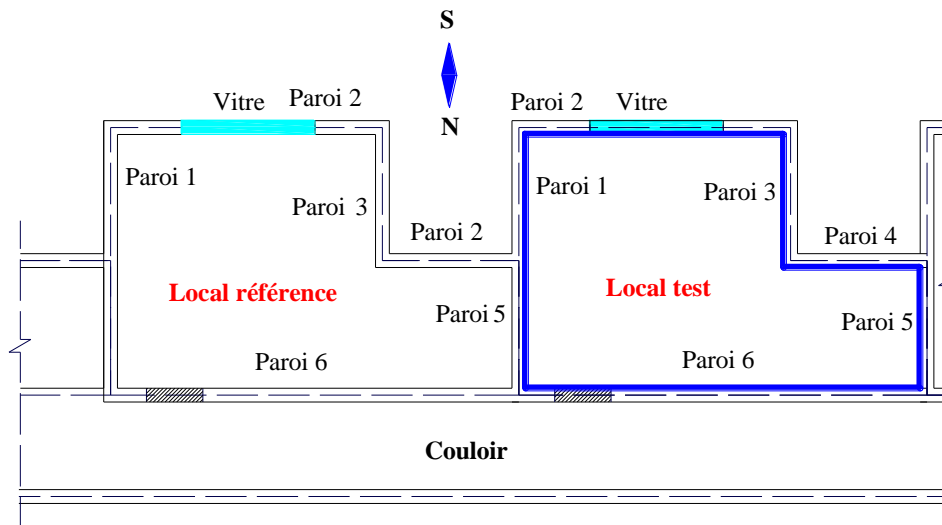 S
N
Vitre
Paroi 2
Paroi 1
Paroi 3
Paroi 2
Local référence
Paroi 5
Paroi 6
Paroi 2
Vitre
Paroi 1
Paroi 3
Paroi 4
Local test
Paroi 5
Paroi 6
Couloir